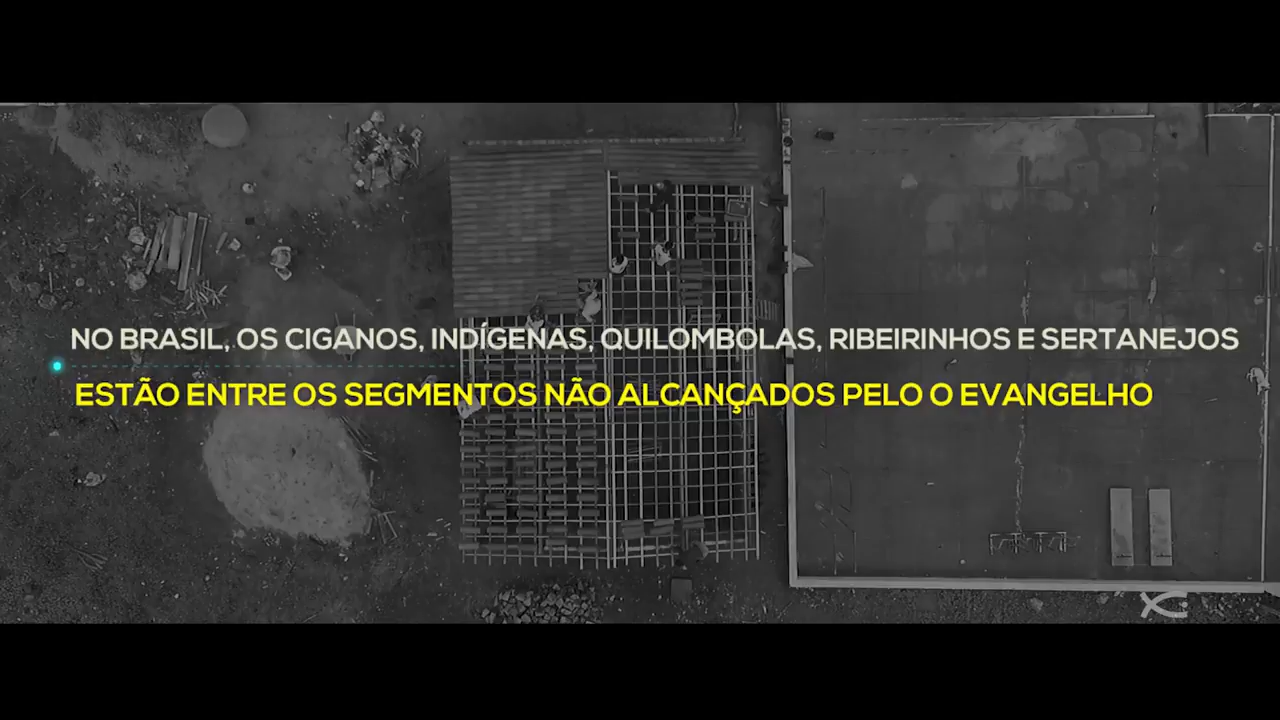 NO BRASIL, OS CIGANOS, INDÍGENAS, QUILOMBOLAS, RIBEIRINHOS E SERTANEJOS
ESTÃO ENTRE OS SEGMENTOS NÃO ALCANÇADOS PELO O EVANGELHO